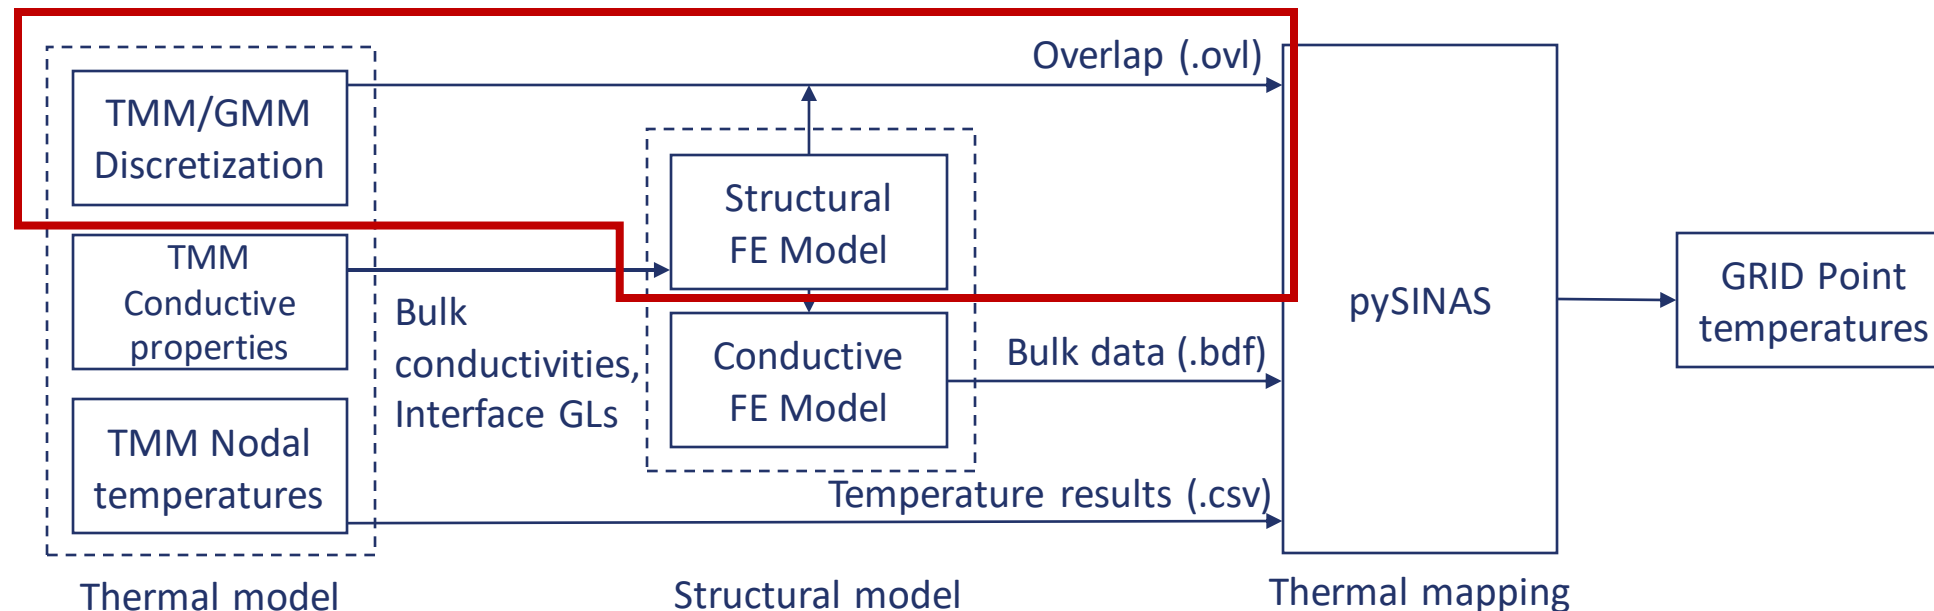 Overlap (.ovl)
TMM/GMM
Discretization
Structural
FE Model
TMM
Conductive
properties
Bulk
conductivities,
Interface GLs
Conductive
FE Model
Bulk data (.bdf)
pySINAS
GRID Point
temperatures
TMM Nodal
temperatures
Temperature results (.csv)
Thermal model
Structural model
Thermal mapping